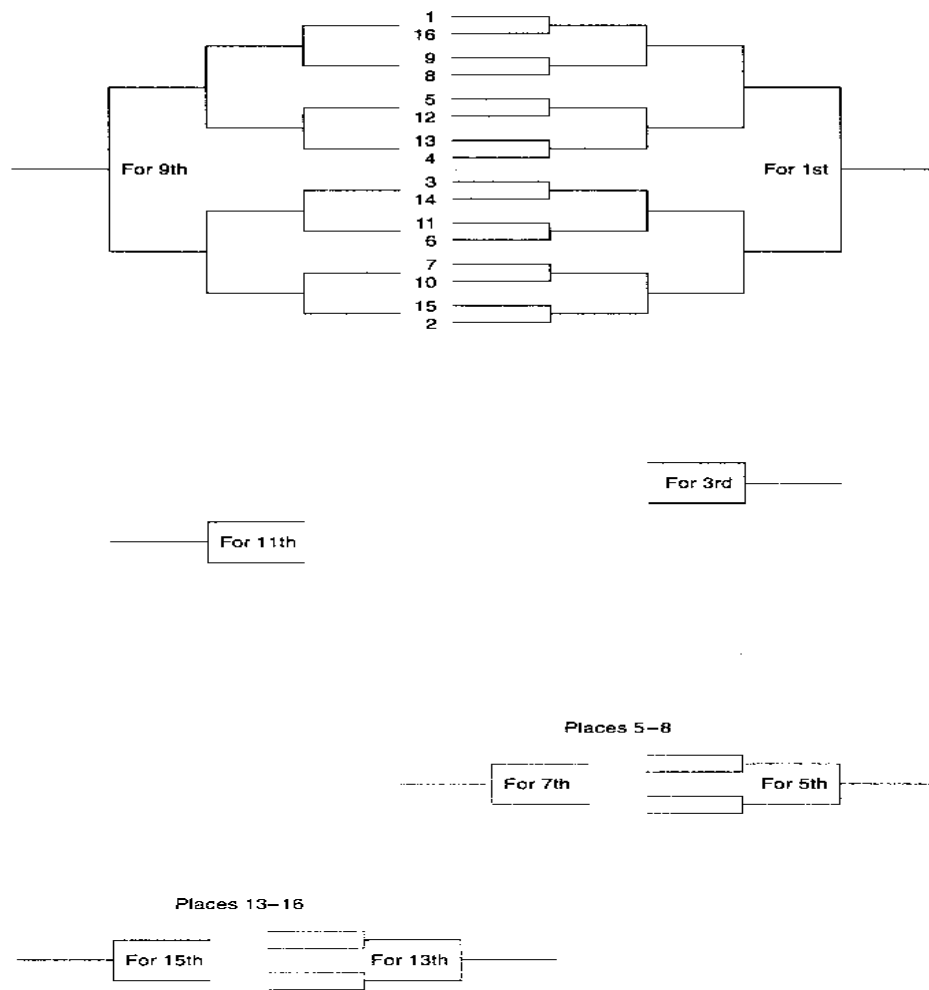 1
16
9
8
5
12
13
4
For 9th
For 1st
3
14
11
6
7
10
15
2
For 3rd
For 11th
Places 5–8
For 7th
For 5th
Places 13–16
For 15th
For 13th